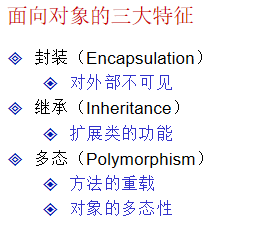 面向对象的三大特征
封装（Encapsulation）
对外部不可见
继承（Inheritance）
扩展类的功能
多态（Polymorphism）
方法的重载
对象的多态性